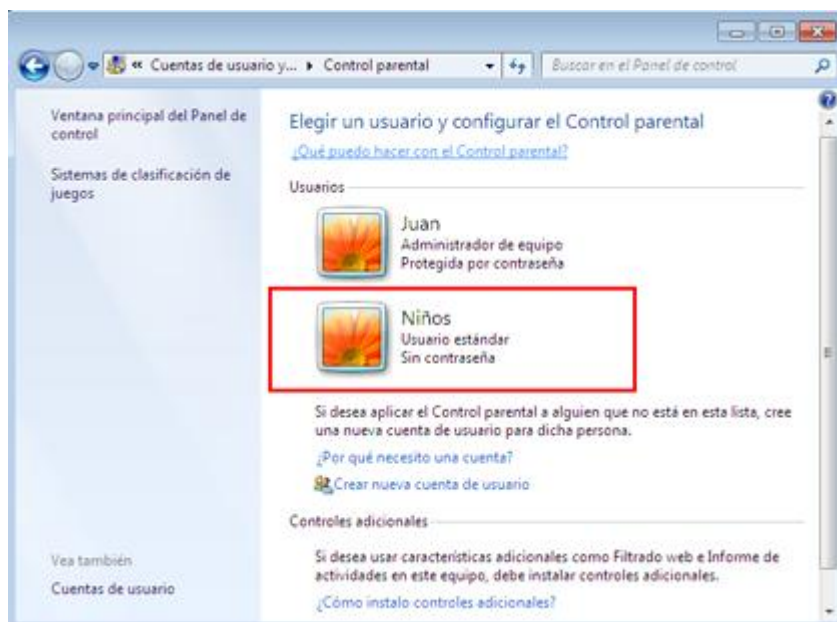 « Cuentas de usuario y... ▸ Control parental
Buscar en el Panel de control
Ventana principal del Panel de
control
Sistemas de clasificación de
juegos
Elegir un usuario y configurar el Control parental
¿Qué puedo hacer con el Control parental?
Usuarios
Juan
Administrador de equipo
Protegida por contraseña
Niños
Usuario estándar
Sin contraseña
Si desea aplicar el Control parental a alguien que no está en esta lista, cree
una nueva cuenta de usuario para dicha persona.
¿Por qué necesito una cuenta?
Crear nueva cuenta de usuario
Controles adicionales
Si desea usar características adicionales como Filtrado web e Informe de
actividades en este equipo, debe instalar controles adicionales.
¿Cómo instalo controles adicionales?
Vea también
Cuentas de usuario